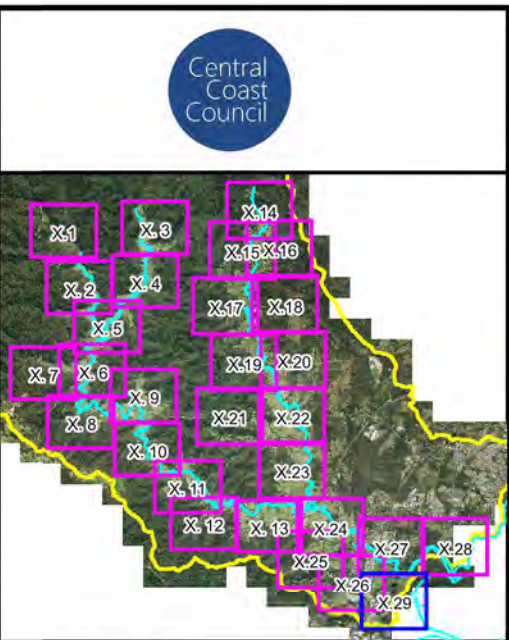 Central
Coast
Council
X.1
X. 3
X.14
X.15
X.16
X. 2
X. 4
X.17
X.18
X. 5
X. 7
X. 6
X.19
X.20
X. 9
X. 8
X.21
X.22
X. 10
X.23
X. 11
X. 12
X. 13
X.24
X.25
X.27
X.28
X.26
X.29